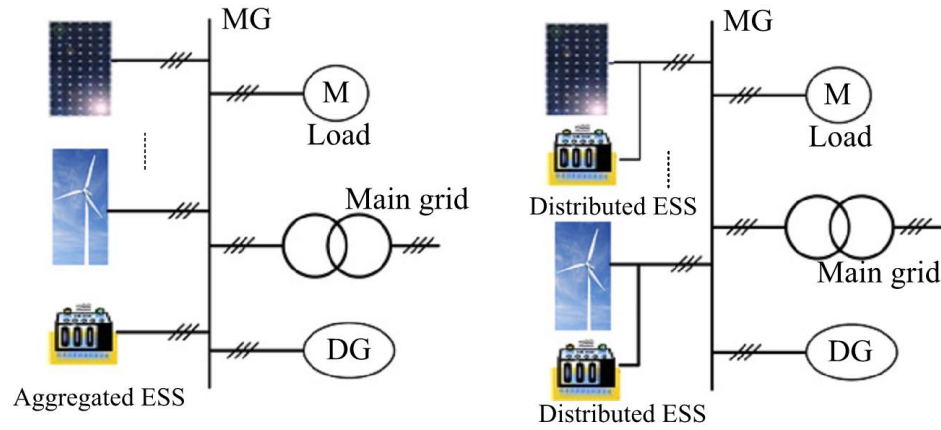 MG
M
Load
Main grid
DG
Aggregated ESS
MG
M
Load
Distributed ESS
Main grid
DG
Distributed ESS